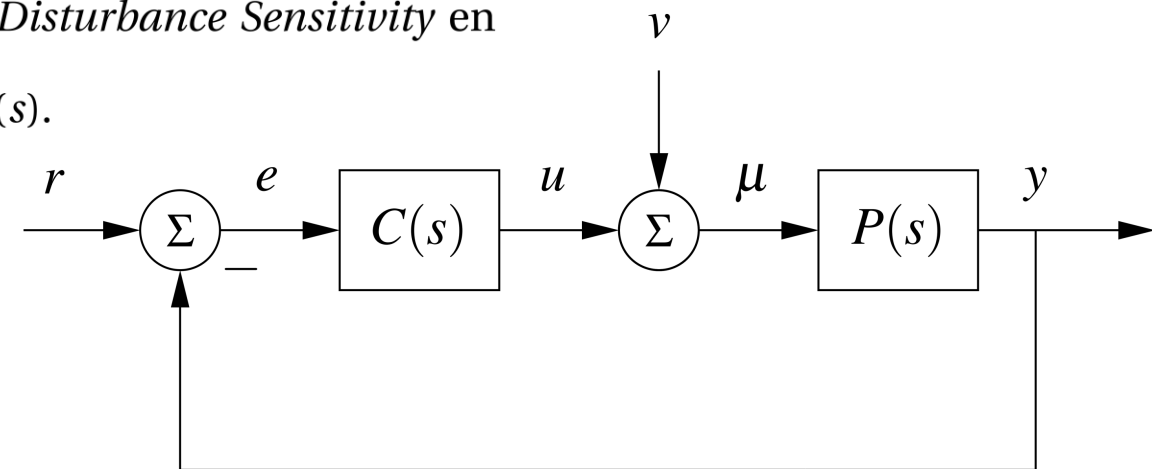 Disturbance Sensitivity en
(s).
v
r e C(s) u μ P(s) y
Σ Σ
−